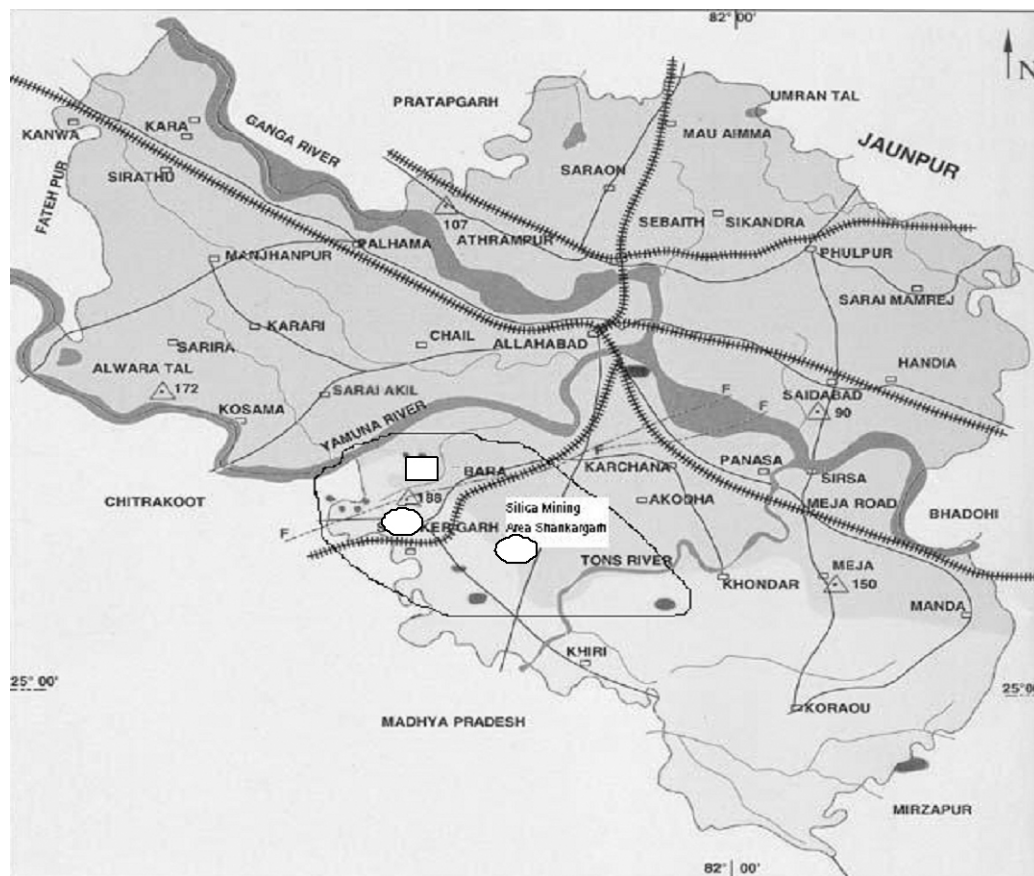 82° 00'
N
PRATAPGARH
UMRAN TAL
KANWA
KARA
GANGA RIVER
MAU AIMMA
JAUNPUR
SIRATHU
SARAON
FATEH PUR
107
ATHRAMPUR
SEBAITH
SIKANDRA
MANJHANPUR
PALHAMA
PHULPUR
SARAI MAMREJ
KARARI
CHAIL
ALLAHABAD
SARIRA
HANDIA
ALWARA TAL
172
SARAI AKIL
F
SAIDABAD
F
90
KOSAMA
YAMUNA RIVER
F
BARA
KARCHANA
PANASA
SIRSA
CHITRAKOOT
188
Silica Mining
Area Shankargarh
AKODHA
MEJA ROAD
BHADOHI
F
KER GARH
TONS RIVER
KHONDAR
MEJA
150
MANDA
KHIRI
25° 00'
25° 00'
KORAOU
MADHYA PRADESH
MIRZAPUR
82° 00'